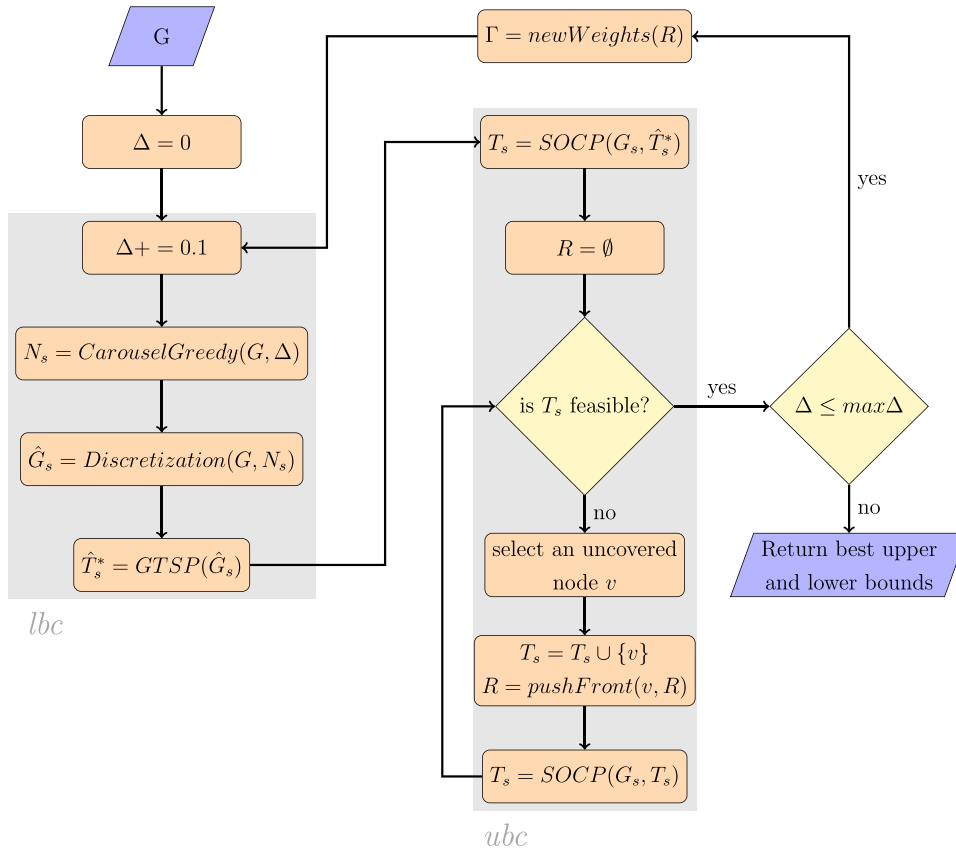 G
Δ = 0
Δ+ = 0.1
N_s = CarouselGreedy(G, Δ)
Ĝ_s = Discretization(G, N_s)
T̂_s^* = GTSP(Ĝ_s)
lbc
Γ = newWeights(R)
T_s = SOCP(G_s, T̂_s^*)
R = ∅
is T_s feasible?
no
select an uncovered
node v
T_s = T_s ∪ {v}
R = pushFront(v, R)
T_s = SOCP(G_s, T_s)
ubc
yes
Δ ≤ maxΔ
yes
no
Return best upper
and lower bounds